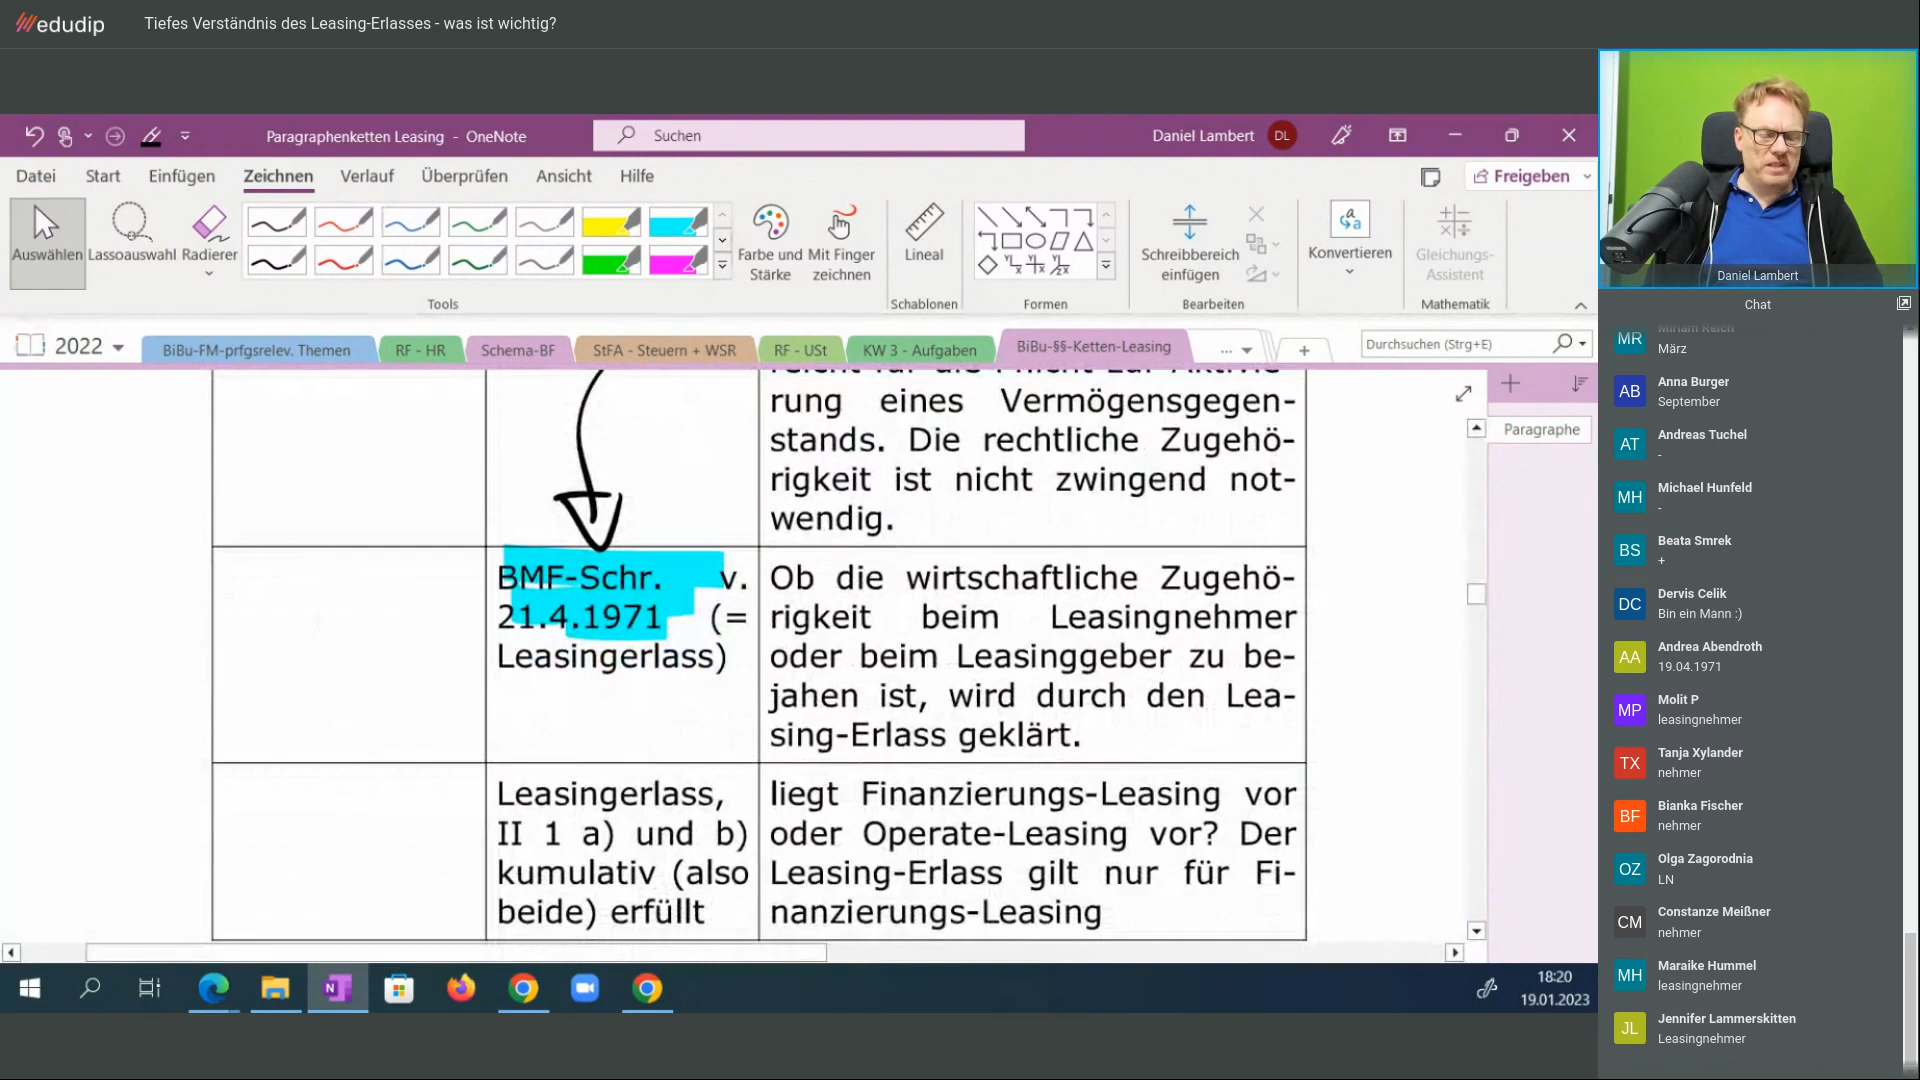 edudip
Tiefes Verständnis des Leasing-Erlasses - was ist wichtig?
Paragraphenketten Leasing - OneNote
Suchen
Daniel Lambert
DL
Datei
Start
Einfügen
Zeichnen
Verlauf
Überprüfen
Ansicht
Hilfe
Freigeben
Auswählen
Lassoauswahl
Radierer
Farbe und
Stärke
Mit Finger
zeichnen
Lineal
Schreibbereich
einfügen
Konvertieren
Gleichungs-
Assistent
Tools
Schablonen
Formen
Bearbeiten
Mathematik
2022
BiBu-FM-prfgsrelev. Themen
RF - HR
Schema-BF
StFA - Steuern + WSR
RF - USt
KW 3 - Aufgaben
BiBu-§§-Ketten-Leasing
...
Durchsuchen (Strg+E)
Paragraphe
rung eines Vermögensgegen-
stands. Die rechtliche Zugehö-
rigkeit ist nicht zwingend not-
wendig.
BMF-Schr. v.
21.4.1971 (=
Leasingerlass)
Ob die wirtschaftliche Zugehö-
rigkeit beim Leasingnehmer
oder beim Leasinggeber zu be-
jahen ist, wird durch den Lea-
sing-Erlass geklärt.
Leasingerlass,
II 1 a) und b)
kumulativ (also
beide) erfüllt
liegt Finanzierungs-Leasing vor
oder Operate-Leasing vor? Der
Leasing-Erlass gilt nur für Fi-
nanzierungs-Leasing
18:20
19.01.2023
Daniel Lambert
Chat
MR
Miriam Reich
März
AB
Anna Burger
September
AT
Andreas Tuchel
-
MH
Michael Hunfeld
-
BS
Beata Smrek
+
DC
Dervis Celik
Bin ein Mann :)
AA
Andrea Abendroth
19.04.1971
MP
Molit P
leasingnehmer
TX
Tanja Xylander
nehmer
BF
Bianka Fischer
nehmer
OZ
Olga Zagorodnia
LN
CM
Constanze Meißner
nehmer
MH
Maraike Hummel
leasingnehmer
JL
Jennifer Lammerskitten
Leasingnehmer